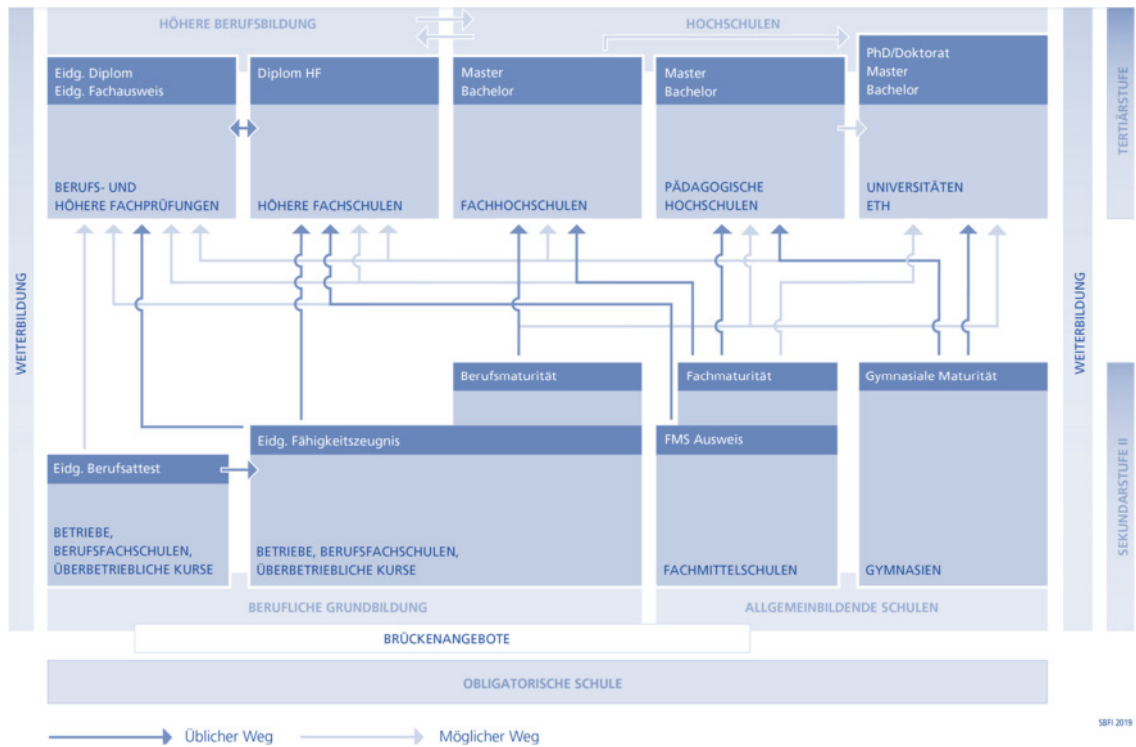 HÖHERE BERUFSBILDUNG
HOCHSCHULEN
Eidg. Diplom
Eidg. Fachausweis
Diplom HF
Master
Bachelor
Master
Bachelor
PhD/Doktorat
Master
Bachelor
BERUFS- UND
HÖHERE FACHPRÜFUNGEN
HÖHERE FACHSCHULEN
FACHHOCHSCHULEN
PÄDAGOGISCHE
HOCHSCHULEN
UNIVERSITÄTEN
ETH
TERTIÄRSTUFE
WEITERBILDUNG
WEITERBILDUNG
Berufsmaturität
Fachmaturität
Gymnasiale Maturität
Eidg. Fähigkeitszeugnis
FMS Ausweis
Eidg. Berufsattest
SEKUNDARSTUFE II
BETRIEBE,
BERUFSFACHSCHULEN,
ÜBERBETRIEBLICHE KURSE
BETRIEBE, BERUFSFACHSCHULEN,
ÜBERBETRIEBLICHE KURSE
FACHMITTELSCHULEN
GYMNASIEN
BERUFLICHE GRUNDBILDUNG
ALLGEMEINBILDENDE SCHULEN
BRÜCKENANGEBOTE
OBLIGATORISCHE SCHULE
Üblicher Weg
Möglicher Weg
SBFI 2019